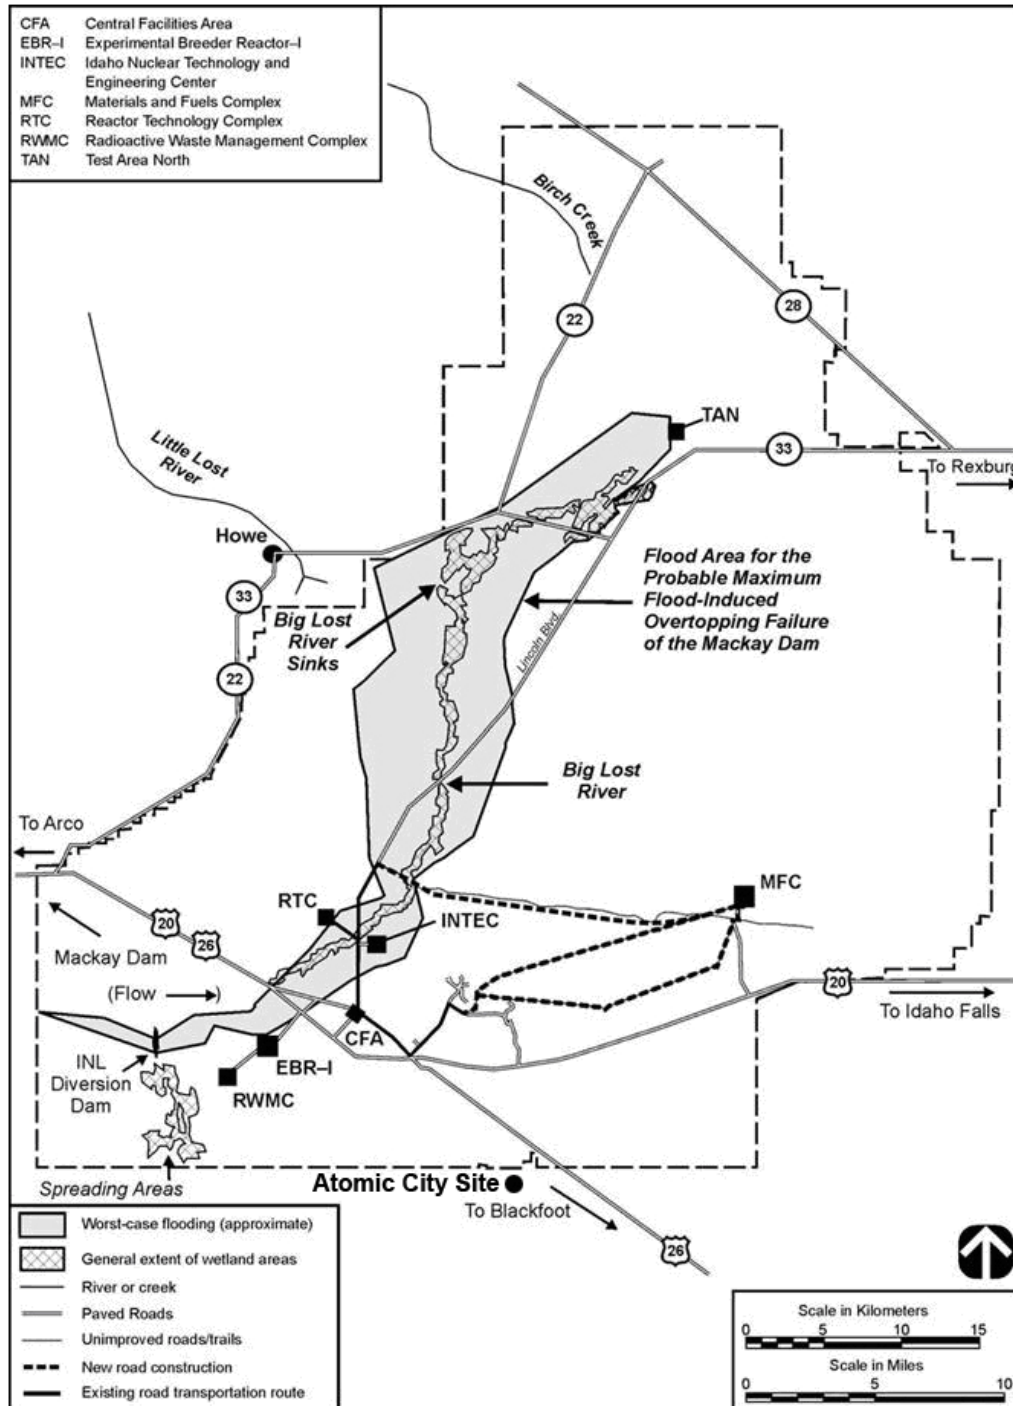 CFA Central Facilities Area
EBR–I Experimental Breeder Reactor–I
INTEC Idaho Nuclear Technology and
Engineering Center
MFC Materials and Fuels Complex
RTC Reactor Technology Complex
RWMC Radioactive Waste Management Complex
TAN Test Area North
Birch Creek
22
28
TAN
33
To Rexburg
Little Lost
River
Howe
33
Big Lost
River
Sinks
22
Flood Area for the
Probable Maximum
Flood-Induced
Overtopping Failure
of the Mackay Dam
Lincoln Blvd.
Big Lost
River
To Arco
20
26
Mackay Dam
(Flow )
RTC
INTEC
MFC
20
To Idaho Falls
CFA
EBR–I
RWMC
INL
Diversion
Dam
Spreading Areas
Atomic City Site
To Blackfoot
26
Worst-case flooding (approximate)
General extent of wetland areas
River or creek
Paved Roads
Unimproved roads/trails
New road construction
Existing road transportation route
Scale in Kilometers
0 5 10 15
Scale in Miles
0 5 10